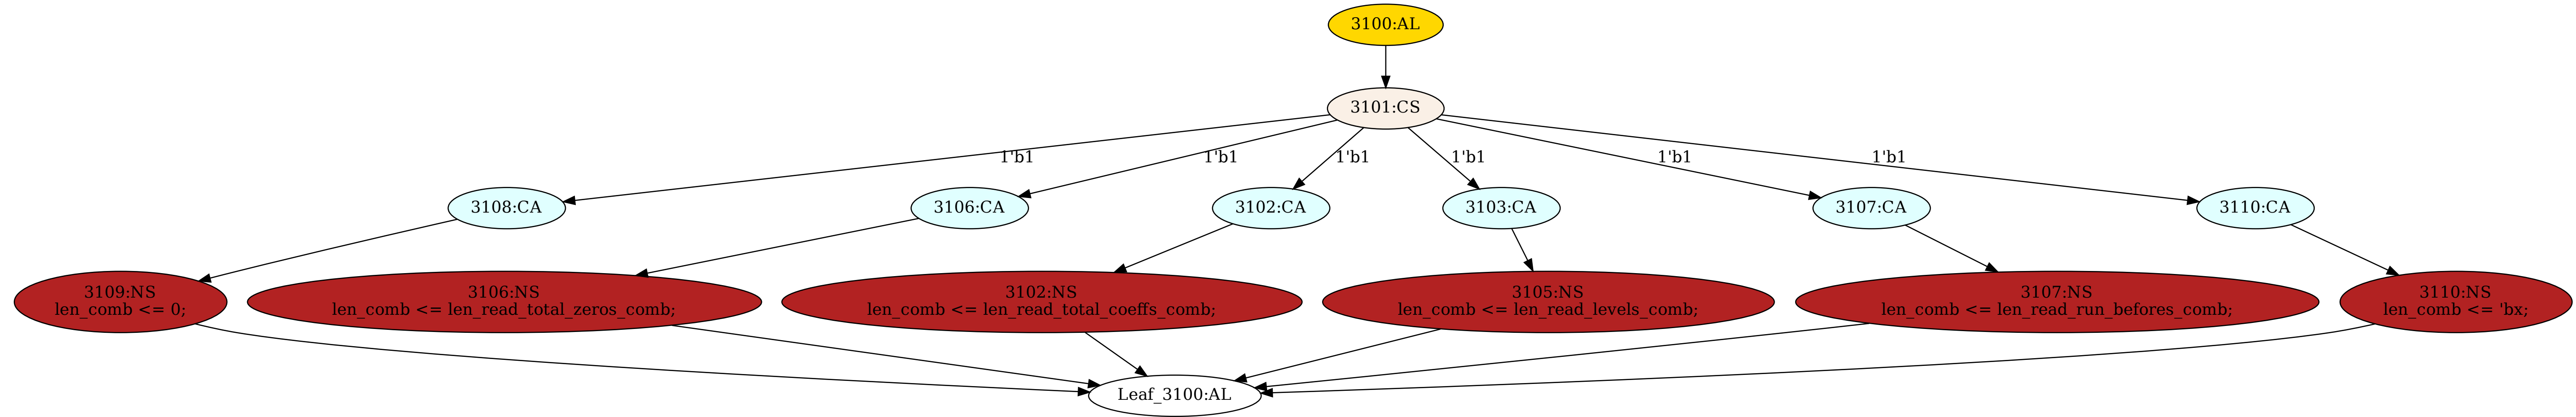 3100:AL
3101:CS
1'b1
1'b1
1'b1
1'b1
1'b1
1'b1
3108:CA
3106:CA
3102:CA
3103:CA
3107:CA
3110:CA
3109:NS
len_comb <= 0;
3106:NS
len_comb <= len_read_total_zeros_comb;
3102:NS
len_comb <= len_read_total_coeffs_comb;
3105:NS
len_comb <= len_read_levels_comb;
3107:NS
len_comb <= len_read_run_befores_comb;
3110:NS
len_comb <= 'bx;
Leaf_3100:AL